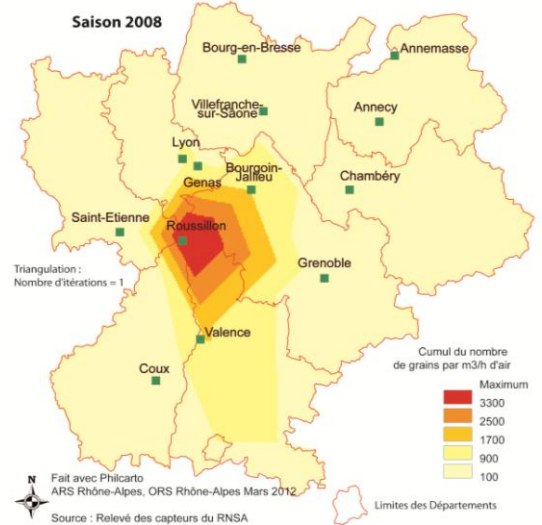 Saison 2008
Bourg-en-Bresse
Annemasse
Villefranche-
sur-Saône
Annecy
Lyon
Genas
Bourgoin-
Jallieu
Chambéry
Saint-Etienne
Roussillon
Triangulation :
Nombre d'itérations = 1
Grenoble
Valence
Coux
Cumul du nombre
de grains par m3/h d'air
Maximum
3300
2500
1700
900
100
N
Fait avec Philcarto
ARS Rhône-Alpes, ORS Rhône-Alpes Mars 2012
Limites des Départements
Source : Relevé des capteurs du RNSA